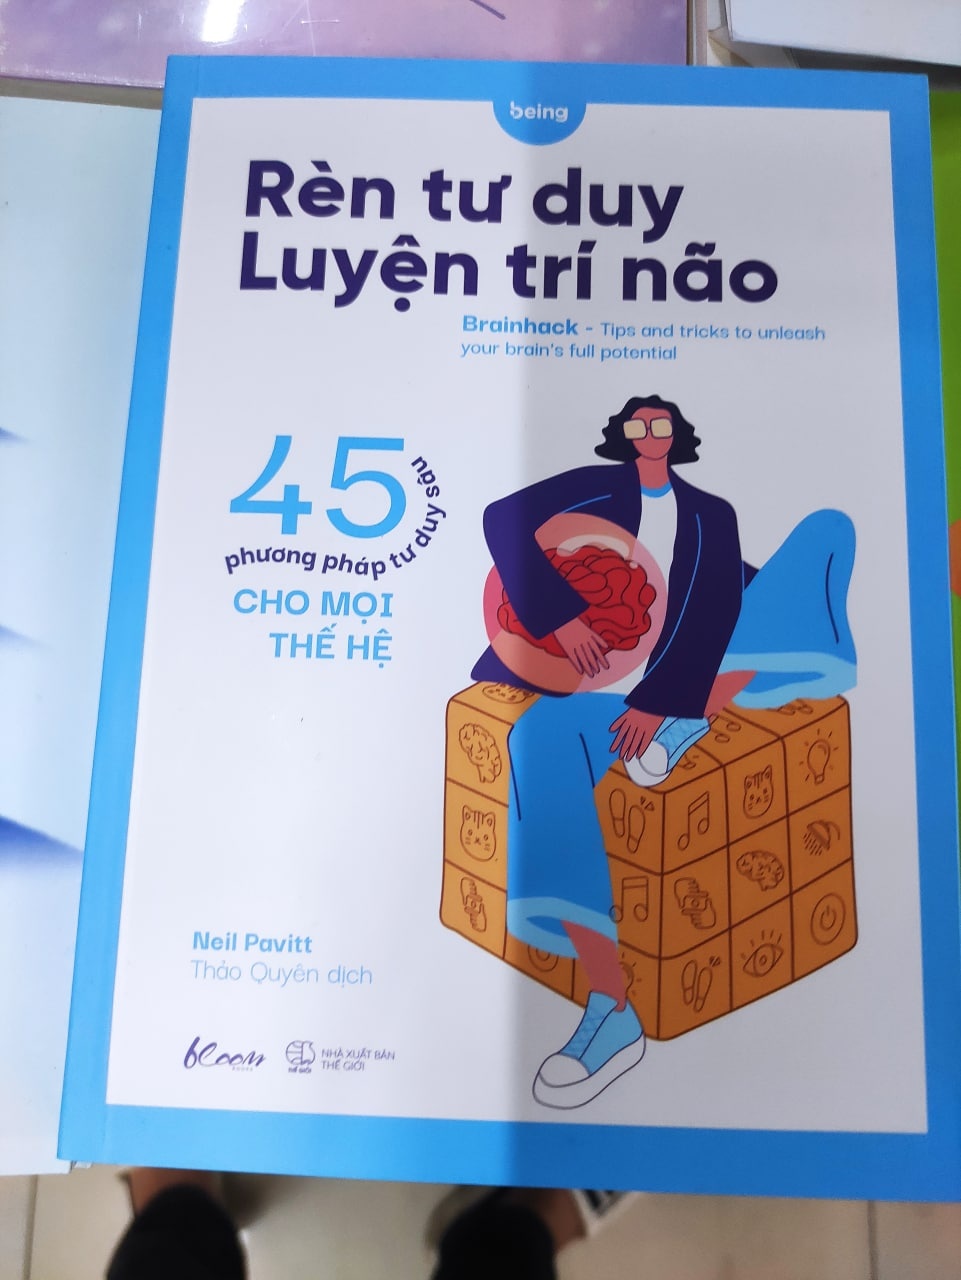 being
Rèn tư duy
Luyện trí não
Brainhack - Tips and tricks to unleash
your brain's full potential
45
phương pháp tư duy sâu
CHO MỌI
THẾ HỆ
Neil Pavitt
Thảo Quyên dịch
bloom
BOOKS
THẾ GIỚI
NHÀ XUẤT BẢN
THẾ GIỚI